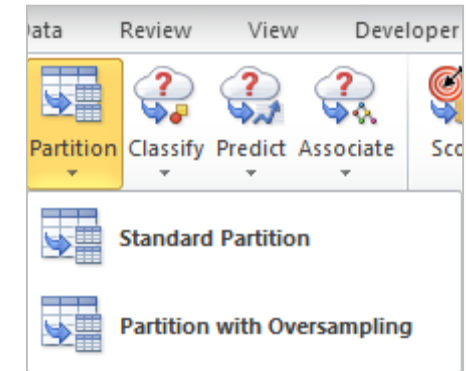 Data Review View Developer
Partition Classify Predict Associate Sco
Standard Partition
Partition with Oversampling